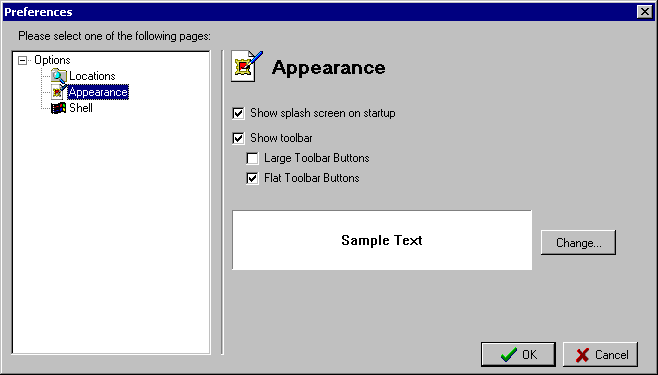 Preferences
Please select one of the following pages:
Options
Locations
Appearance
Shell
Appearance
Show splash screen on startup
Show toolbar
Large Toolbar Buttons
Flat Toolbar Buttons
Sample Text
Change...
OK
Cancel